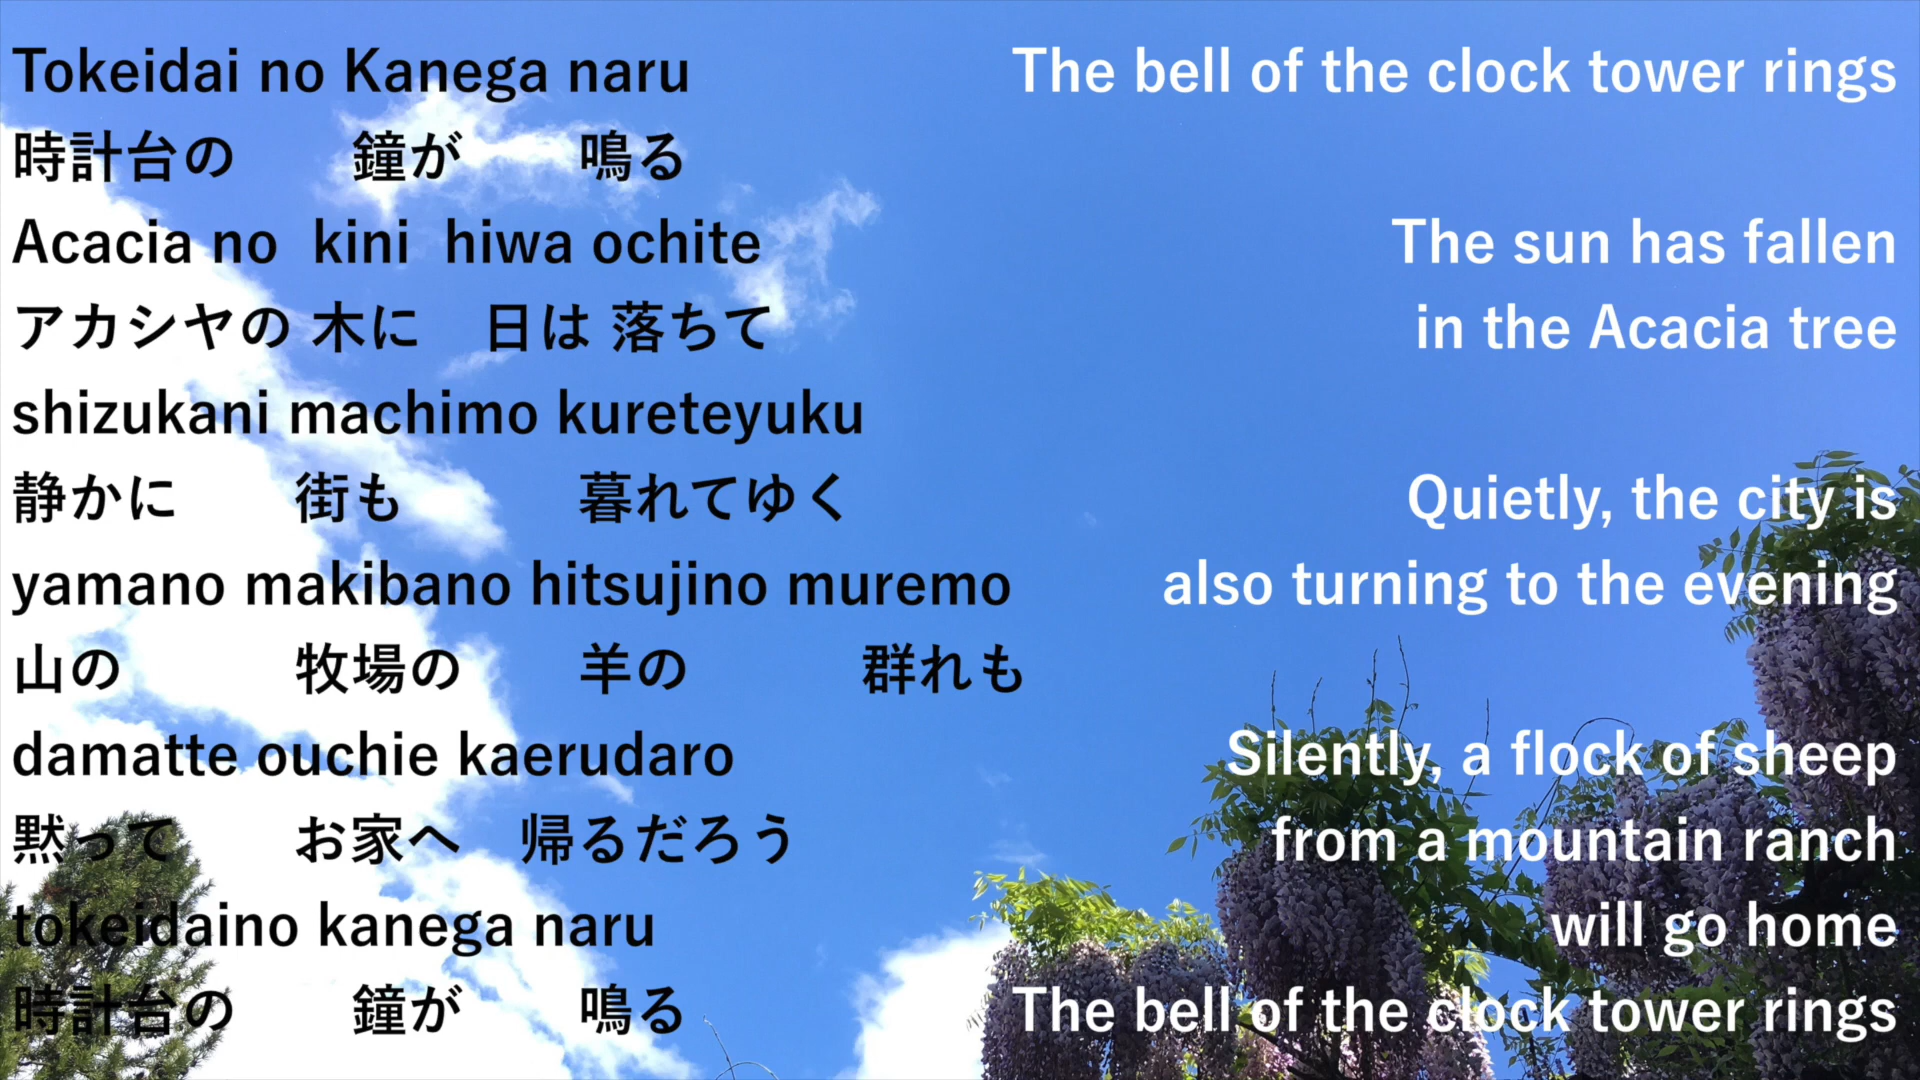 Tokeidai no Kanega naru
The bell of the clock tower rings
時計台の 鐘が 鳴る
Acacia no kini hiwa ochite
The sun has fallen
アカシヤの 木に 日は 落ちて
in the Acacia tree
shizukani machimo kureteyuku
静かに 街も 暮れてゆく
Quietly, the city is
yamano makibano hitsujino muremo
also turning to the evening
山の 牧場の 羊の 群れも
damatte ouchie kaerudaro
Silently, a flock of sheep
黙って お家へ 帰るだろう
from a mountain ranch
tokeidaino kanega naru
will go home
時計台の 鐘が 鳴る
The bell of the clock tower rings